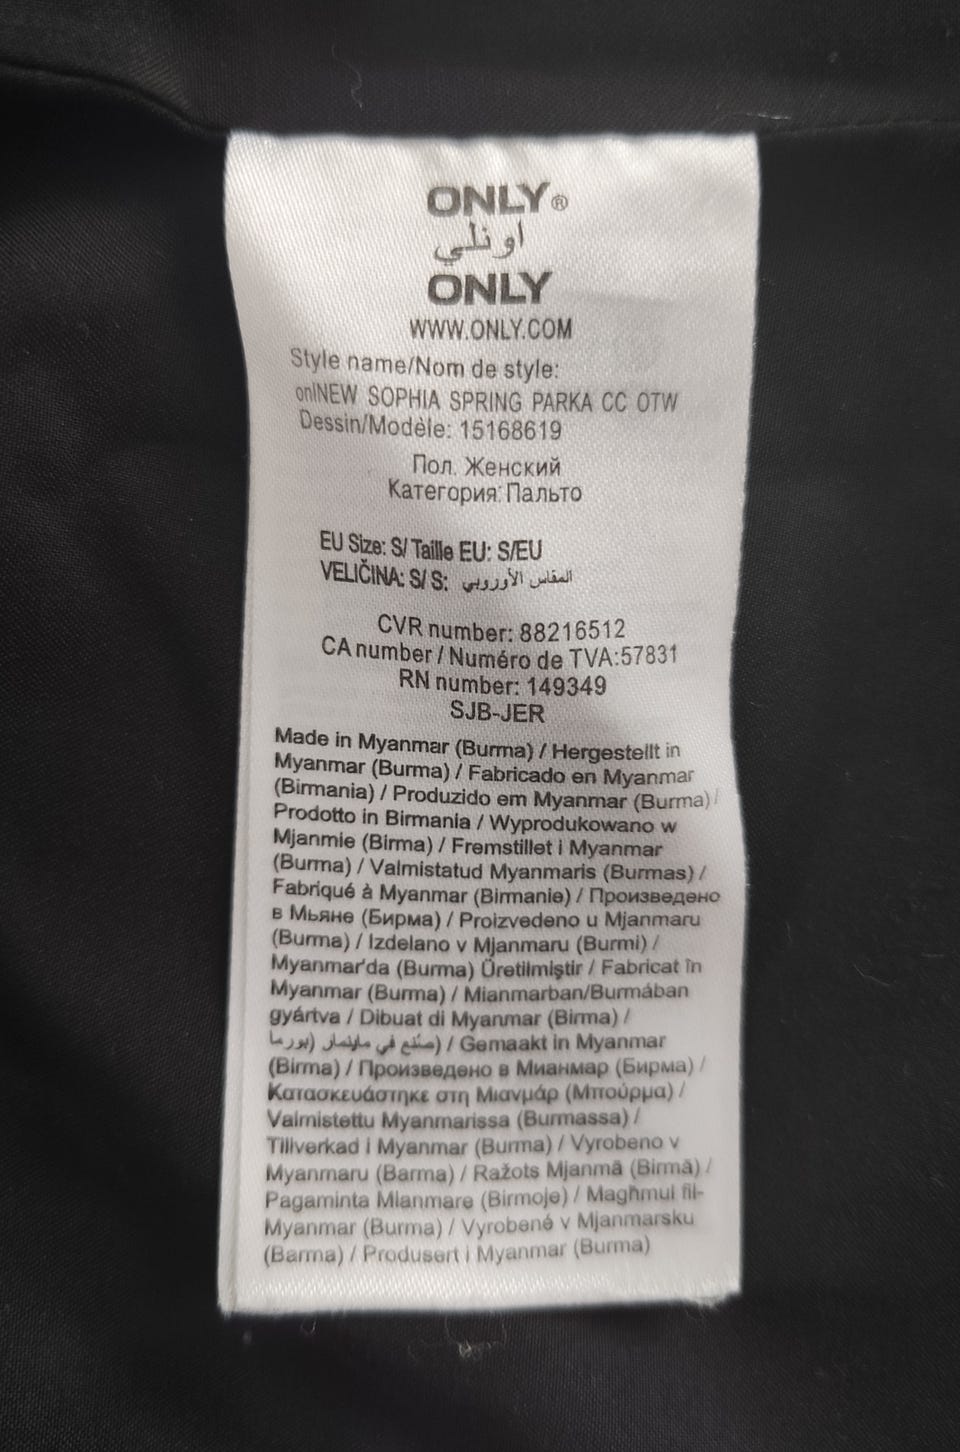 ONLY®
اونلي
ONLY
WWW.ONLY.COM
Style name/Nom de style:
onlNEW SOPHIA SPRING PARKA CC OTW
Dessin/Modèle: 15168619
Пол. Женский
Категория: Пальто
EU Size: S/ Taille EU: S/EU
VELIČINA: S/ S: المقاس الأوروبي
CVR number: 88216512
CA number / Numéro de TVA:57831
RN number: 149349
SJB-JER
Made in Myanmar (Burma) / Hergestellt in
Myanmar (Burma) / Fabricado en Myanmar
(Birmania) / Produzido em Myanmar (Burma) /
Prodotto in Birmania / Wyprodukowano w
Mjanmie (Birma) / Fremstillet i Myanmar
(Burma) / Valmistatud Myanmaris (Burmas) /
Fabriqué à Myanmar (Birmanie) / Произведено
в Мьяне (Бирма) / Proizvedeno u Mjanmaru
(Burma) / Izdelano v Mjanmaru (Burmi) /
Myanmar'da (Burma) Üretilmiştir / Fabricat în
Myanmar (Burma) / Mianmarban/Burmában
gyártva / Dibuat di Myanmar (Birma) /
صنع في ماينمار (بورما) / Gemaakt in Myanmar
(Birma) / Произведено в Мианмар (Бирма) /
Κατασκευάστηκε στη Μιανμάρ (Μπούρμα) /
Valmistettu Myanmarissa (Burmassa) /
Tillverkad i Myanmar (Burma) / Vyrobeno v
Myanmaru (Barma) / Ražots Mjanmā (Birmā) /
Pagaminta Mianmare (Birmoje) / Magħmul fil-
Myanmar (Burma) / Vyrobené v Mjanmarsku
(Barma) / Produsert i Myanmar (Burma)